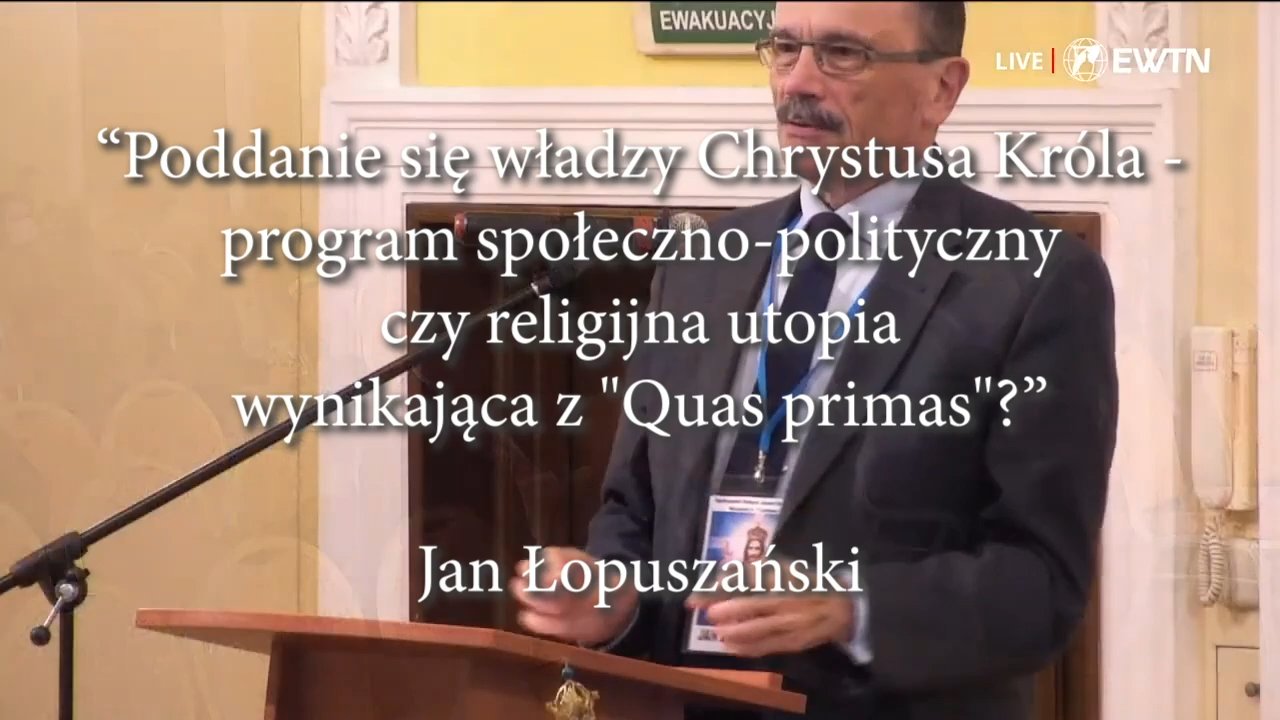 EWAKUACYJ
LIVE | EWTN
“Poddanie się władzy Chrystusa Króla -
program społeczno-polityczny
czy religijna utopia
wynikająca z "Quas primas"?”
Jan Łopuszański